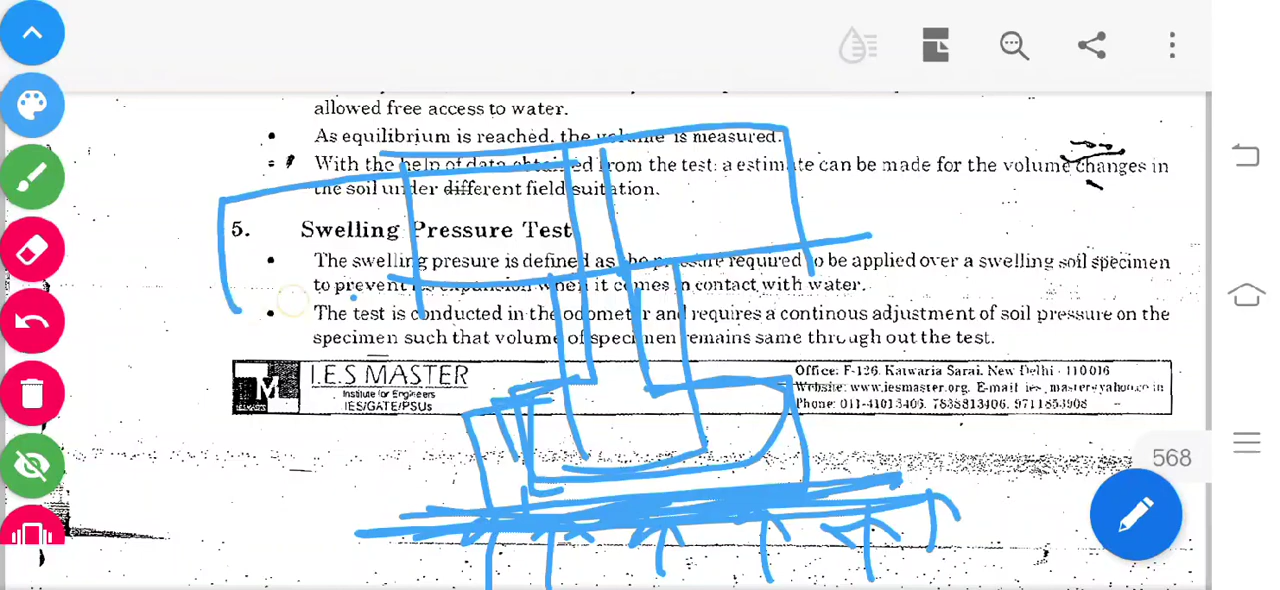 allowed free access to water.
As equilibrium is reached, the volume is measured.
With the help of data obtained from the test a estimate can be made for the volume changes in
the soil under different field suitation.
5. Swelling Pressure Test
The swelling presure is defined as the pressure required to be applied over a swelling soil specimen
to prevent its expansion when it comes in contact with water.
The test is conducted in the odometer and requires a continous adjustment of soil pressure on the
specimen such that volume of specimen remains same through out the test.
I.E.S MASTER
Institute for Engineers
IES/GATE/PSUs
Office: F-126, Katwaria Sarai, New Delhi - 110016
Website: www.iesmaster.org, E-mail: ies_master@yahoo.co.in
Phone: 011-41013406, 7838813406, 9711853908
568